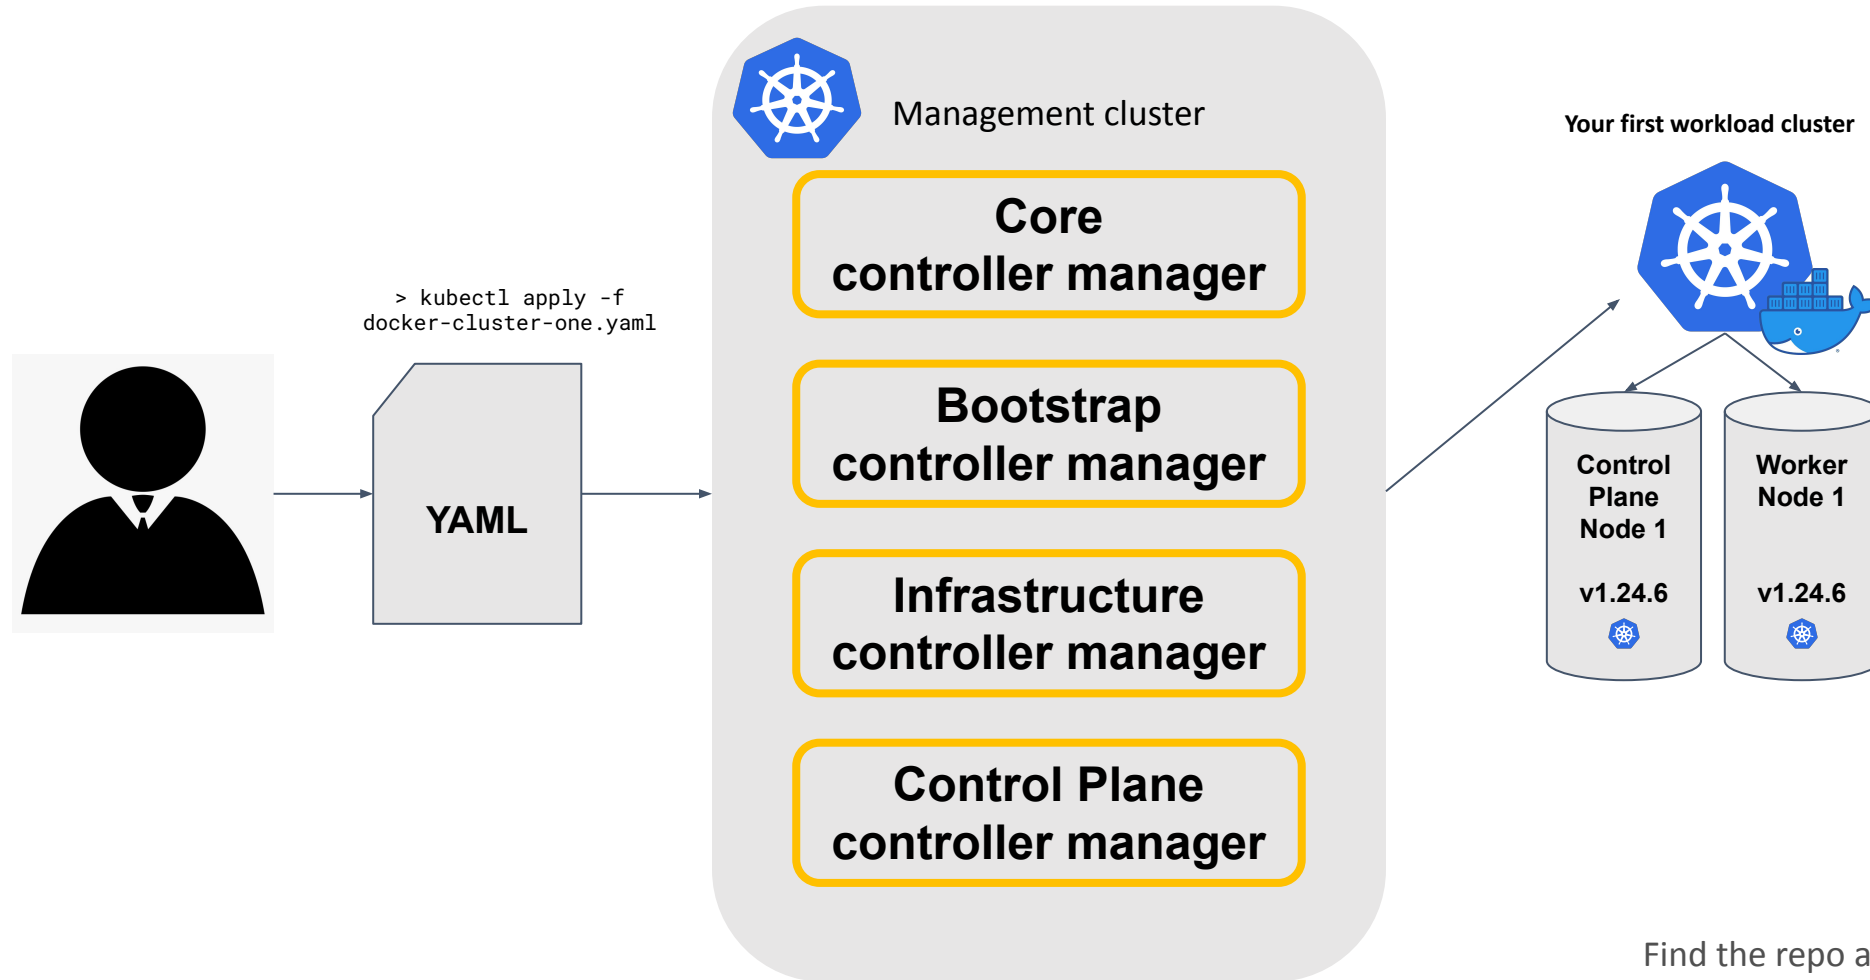 Management cluster
Your first workload cluster
Core
controller manager
> kubectl apply -f
docker-cluster-one.yaml
Bootstrap
controller manager
YAML
Infrastructure
controller manager
Control Plane
controller manager
Control
Plane
Node 1
v1.24.6
Worker
Node 1
v1.24.6
Find the repo a